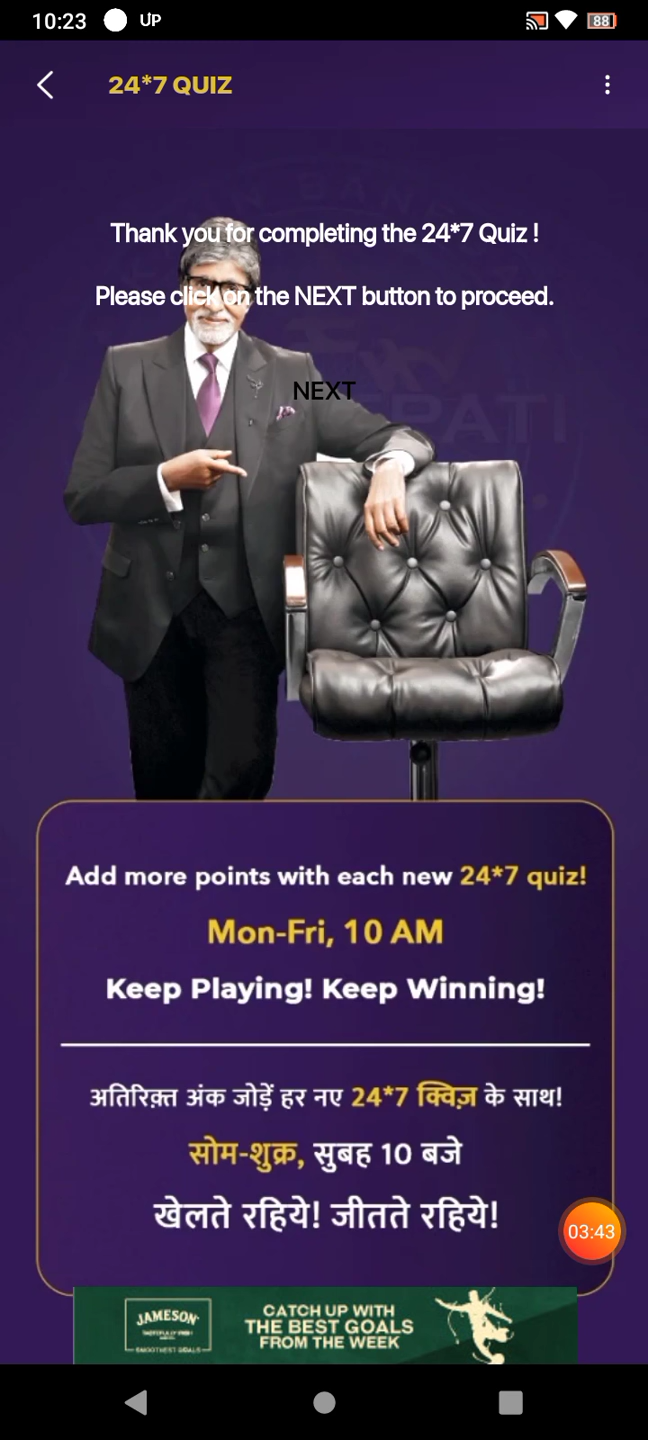 10:23 UP 88
24*7 QUIZ
Thank you for completing the 24*7 Quiz !
Please click on the NEXT button to proceed.
NEXT
Add more points with each new 24*7 quiz!
Mon-Fri, 10 AM
Keep Playing! Keep Winning!
अतिरिक़्त अंक जोड़ें हर नए 24*7 क्विज़ के साथ!
सोम-शुक्र, सुबह 10 बजे
खेलते रहिये! जीतते रहिये!
03:43
JAMESON
SMOOTHEST GOALS
CATCH UP WITH
THE BEST GOALS
FROM THE WEEK